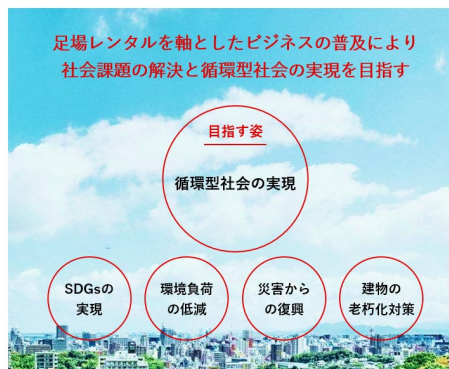 足場レンタルを軸としたビジネスの普及により
社会課題の解決と循環型社会の実現を目指す
目指す姿
循環型社会の実現
SDGsの
実現
環境負荷
の低減
災害から
の復興
建物の
老朽化対策